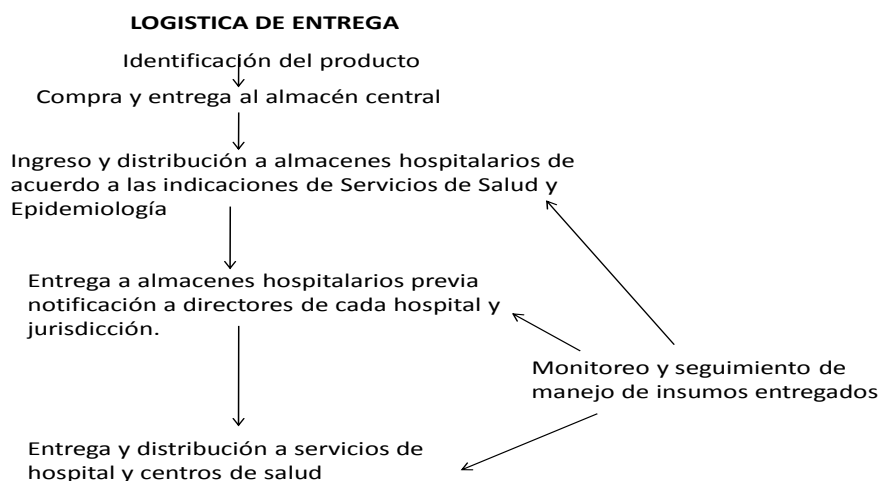 LOGISTICA DE ENTREGA
Identificación del producto
Compra y entrega al almacén central
Ingreso y distribución a almacenes hospitalarios de
acuerdo a las indicaciones de Servicios de Salud y
Epidemiología
Entrega a almacenes hospitalarios previa
notificación a directores de cada hospital y
jurisdicción.
Monitoreo y seguimiento de
manejo de insumos entregados
Entrega y distribución a servicios de
hospital y centros de salud